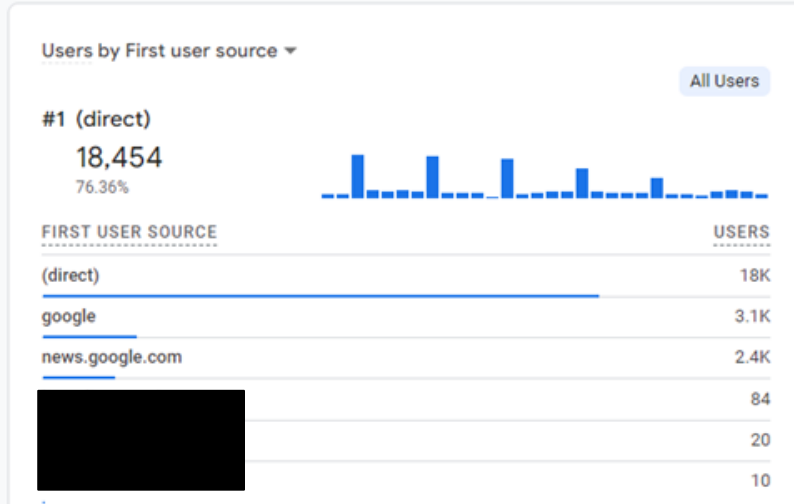 Users by First user source
All Users
#1 (direct)
18,454
76.36%
FIRST USER SOURCE USERS
(direct) 18K
google 3.1K
news.google.com 2.4K
84
20
10